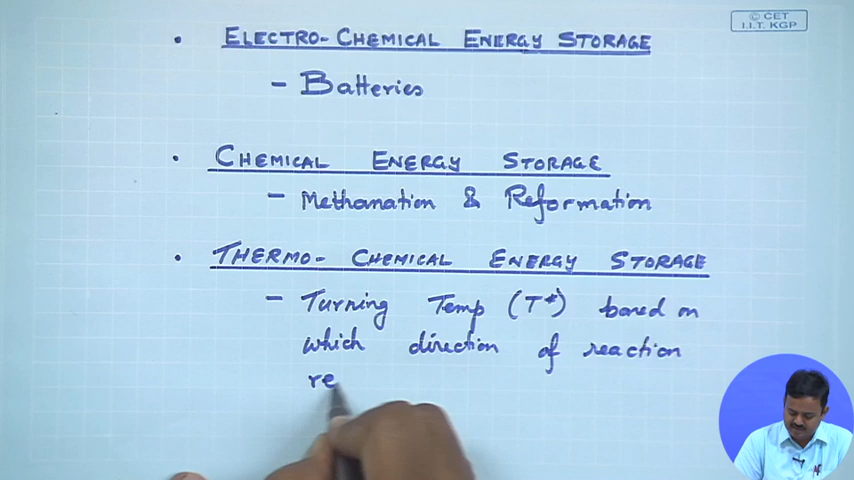 © CET
I.I.T. KGP
• ELECTRO-CHEMICAL ENERGY STORAGE
- Batteries
• CHEMICAL ENERGY STORAGE
- Methanation & Reformation
• THERMO-CHEMICAL ENERGY STORAGE
- Turning Temp (T*) based on
which direction of reaction
re